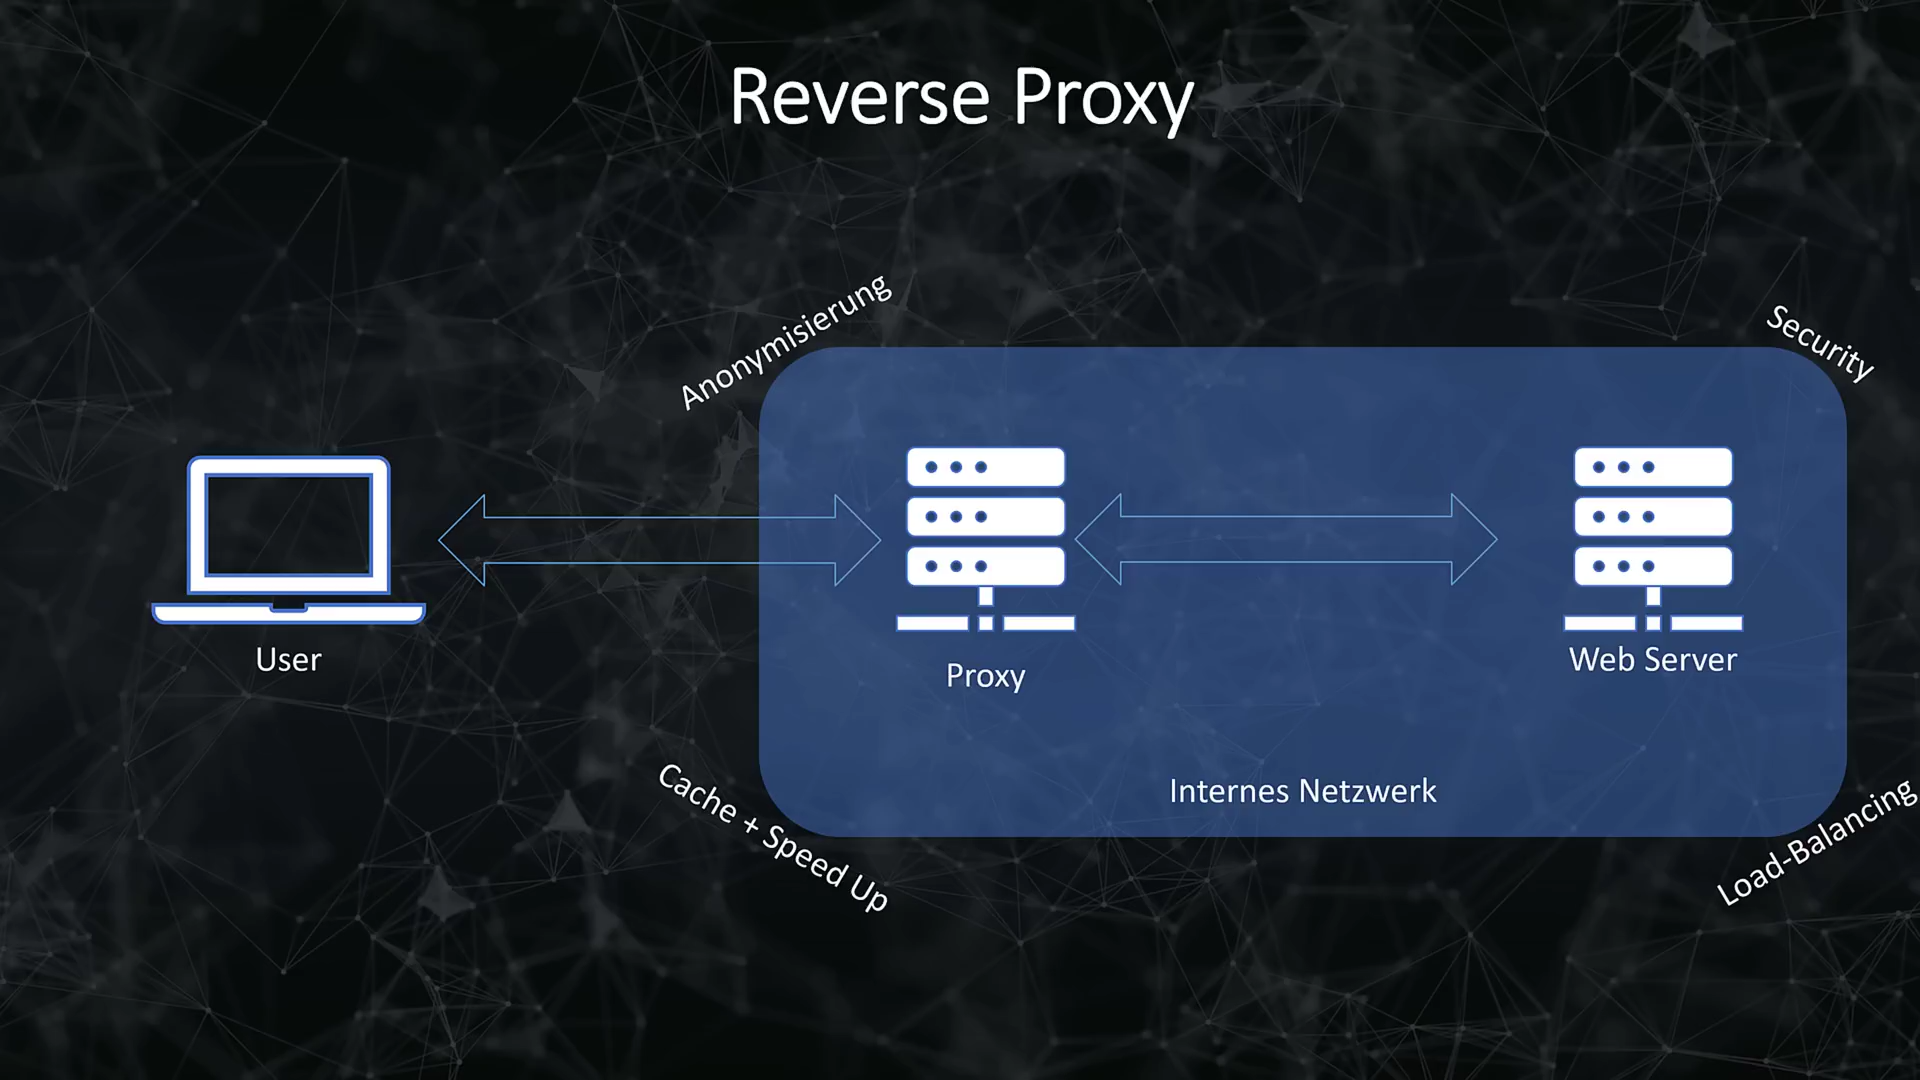 Reverse Proxy
Anonymisierung
Security
User
Proxy
Web Server
Internes Netzwerk
Cache + Speed Up
Load-Balancing